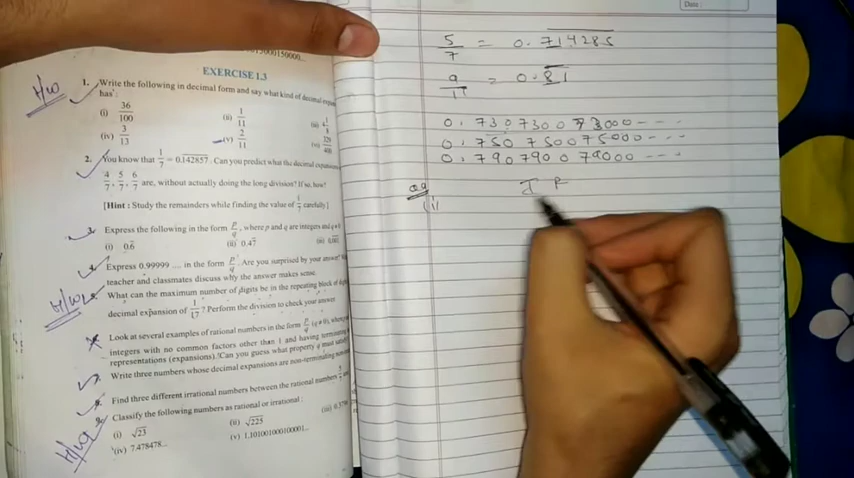 Date :
EXERCISE 1.3
H/W
1. Write the following in decimal form and say what kind of decimal
has :
(i) 36/100
(ii) 1/11
(iv) 3/13
(v) 2/11
(vi) 329/400
2. You know that 1/7 = 0.142857. Can you predict what the decimal
4/7, 5/7, 6/7 are, without actually doing the long division? If so, how?
[Hint : Study the remainders while finding the value of 1/7 carefully.]
Express the following in the form p/q, where p and q are integers and q
(i) 0.6
(ii) 0.47
(iii)
Express 0.99999 .... in the form p/q. Are you surprised by your answer?
teacher and classmates discuss why the answer makes sense.
H/W
What can the maximum number of digits be in the repeating block of
decimal expansion of 1/17? Perform the division to check your answer.
Look at several examples of rational numbers in the form p/q (q ≠ 0), where
integers with no common factors other than 1 and having terminating
representations (expansions). Can you guess what property q must
Write three numbers whose decimal expansions are non-terminating
Find three different irrational numbers between the rational numbers 5/7
9. Classify the following numbers as rational or irrational :
H/W
(i) √23
(ii) √225
(iii)
(iv) 7.478478...
(v) 1.101001000100001...
5/7 = 0.714285
9/11 = 0.81
0.730730073000---
0.750750075000---
0.790790079000---
Q9
(i)